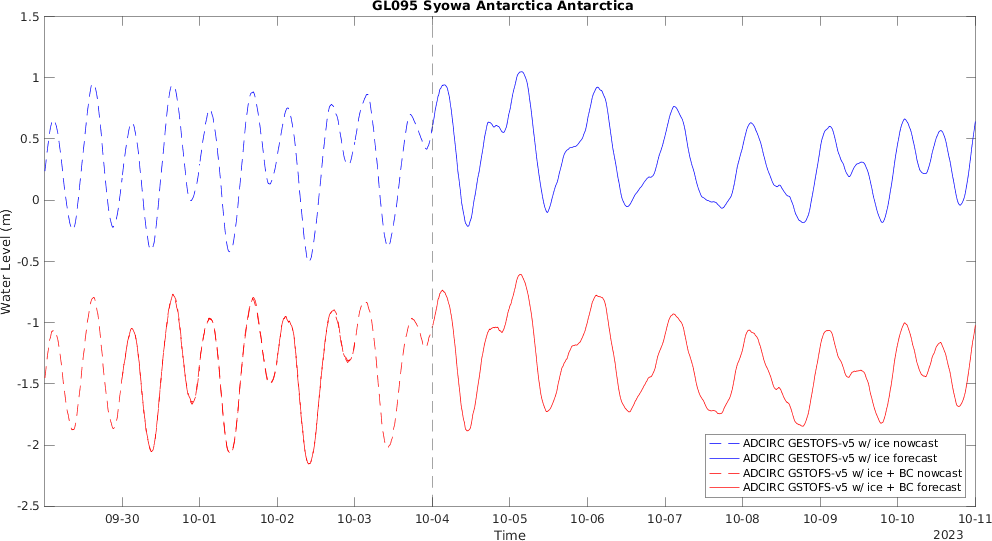 GL095 Syowa Antarctica Antarctica
1.5
1
0.5
0
-0.5
-1
-1.5
-2
-2.5
Water Level (m)
ADCIRC GESTOFS-v5 w/ ice nowcast
ADCIRC GESTOFS-v5 w/ ice forecast
ADCIRC GSTOFS-v5 w/ ice + BC nowcast
ADCIRC GSTOFS-v5 w/ ice + BC forecast
09-30 10-01 10-02 10-03 10-04 10-05 10-06 10-07 10-08 10-09 10-10 10-11
Time
2023